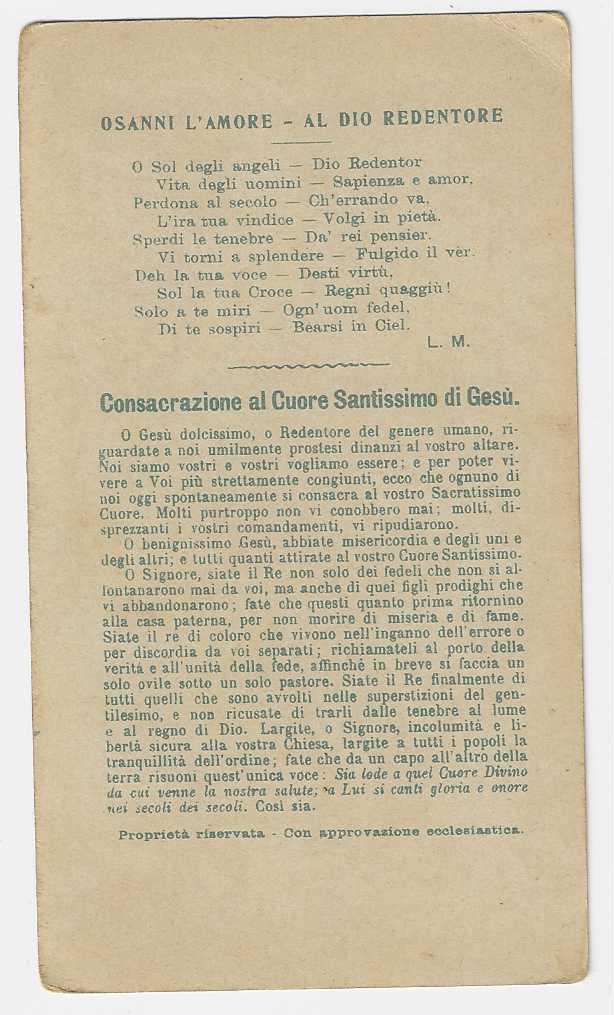 OSANNI L'AMORE – AL DIO REDENTORE
O Sol degli angeli — Dio Redentor
Vita degli uomini — Sapienza e amor,
Perdona al secolo — Ch'errando va,
L'ira tua vindice — Volgi in pietà.
Sperdi le tenebre — Da' rei pensier.
Vi torni a splendere — Fulgido il ver.
Deh la tua voce — Desti virtù,
Sol la tua Croce — Regni quaggiù!
Solo a te miri — Ogn'uom fedel,
Di te sospiri — Bearsi in Ciel.
L. M.
Consacrazione al Cuore Santissimo di Gesù.
O Gesù dolcissimo, o Redentore del genere umano, ri-
guardate a noi umilmente prostesi dinanzi al vostro altare.
Noi siamo vostri e vostri vogliamo essere; e per poter vi-
vere a Voi più strettamente congiunti, ecco che ognuno di
noi oggi spontaneamente si consacra al vostro Sacratissimo
Cuore. Molti purtroppo non vi conobbero mai; molti, di-
sprezzanti i vostri comandamenti, vi ripudiarono.
O benignissimo Gesù, abbiate misericordia e degli uni e
degli altri; e tutti quanti attirate al vostro Cuore Santissimo.
O Signore, siate il Re non solo dei fedeli che non si al-
lontanarono mai da voi, ma anche di quei figli prodighi che
vi abbandonarono; fate che questi quanto prima ritornino
alla casa paterna, per non morire di miseria e di fame.
Siate il re di coloro che vivono nell'inganno dell'errore o
per discordia da voi separati; richiamateli al porto della
verità e all'unità della fede, affinchè in breve si faccia un
solo ovile sotto un solo pastore. Siate il Re finalmente di
tutti quelli che sono avvolti nelle superstizioni del gen-
tilesimo, e non ricusate di trarli dalle tenebre al lume
e al regno di Dio. Largite, o Signore, incolumità e li-
bertà sicura alla vostra Chiesa, largite a tutti i popoli la
tranquillità dell'ordine; fate che da un capo all'altro della
terra risuoni quest'unica voce: Sia lode a quel Cuore Divino
da cui venne la nostra salute; a Lui si canti gloria e onore
nei secoli dei secoli. Così sia.
Proprietà riservata - Con approvazione ecclesiastica.